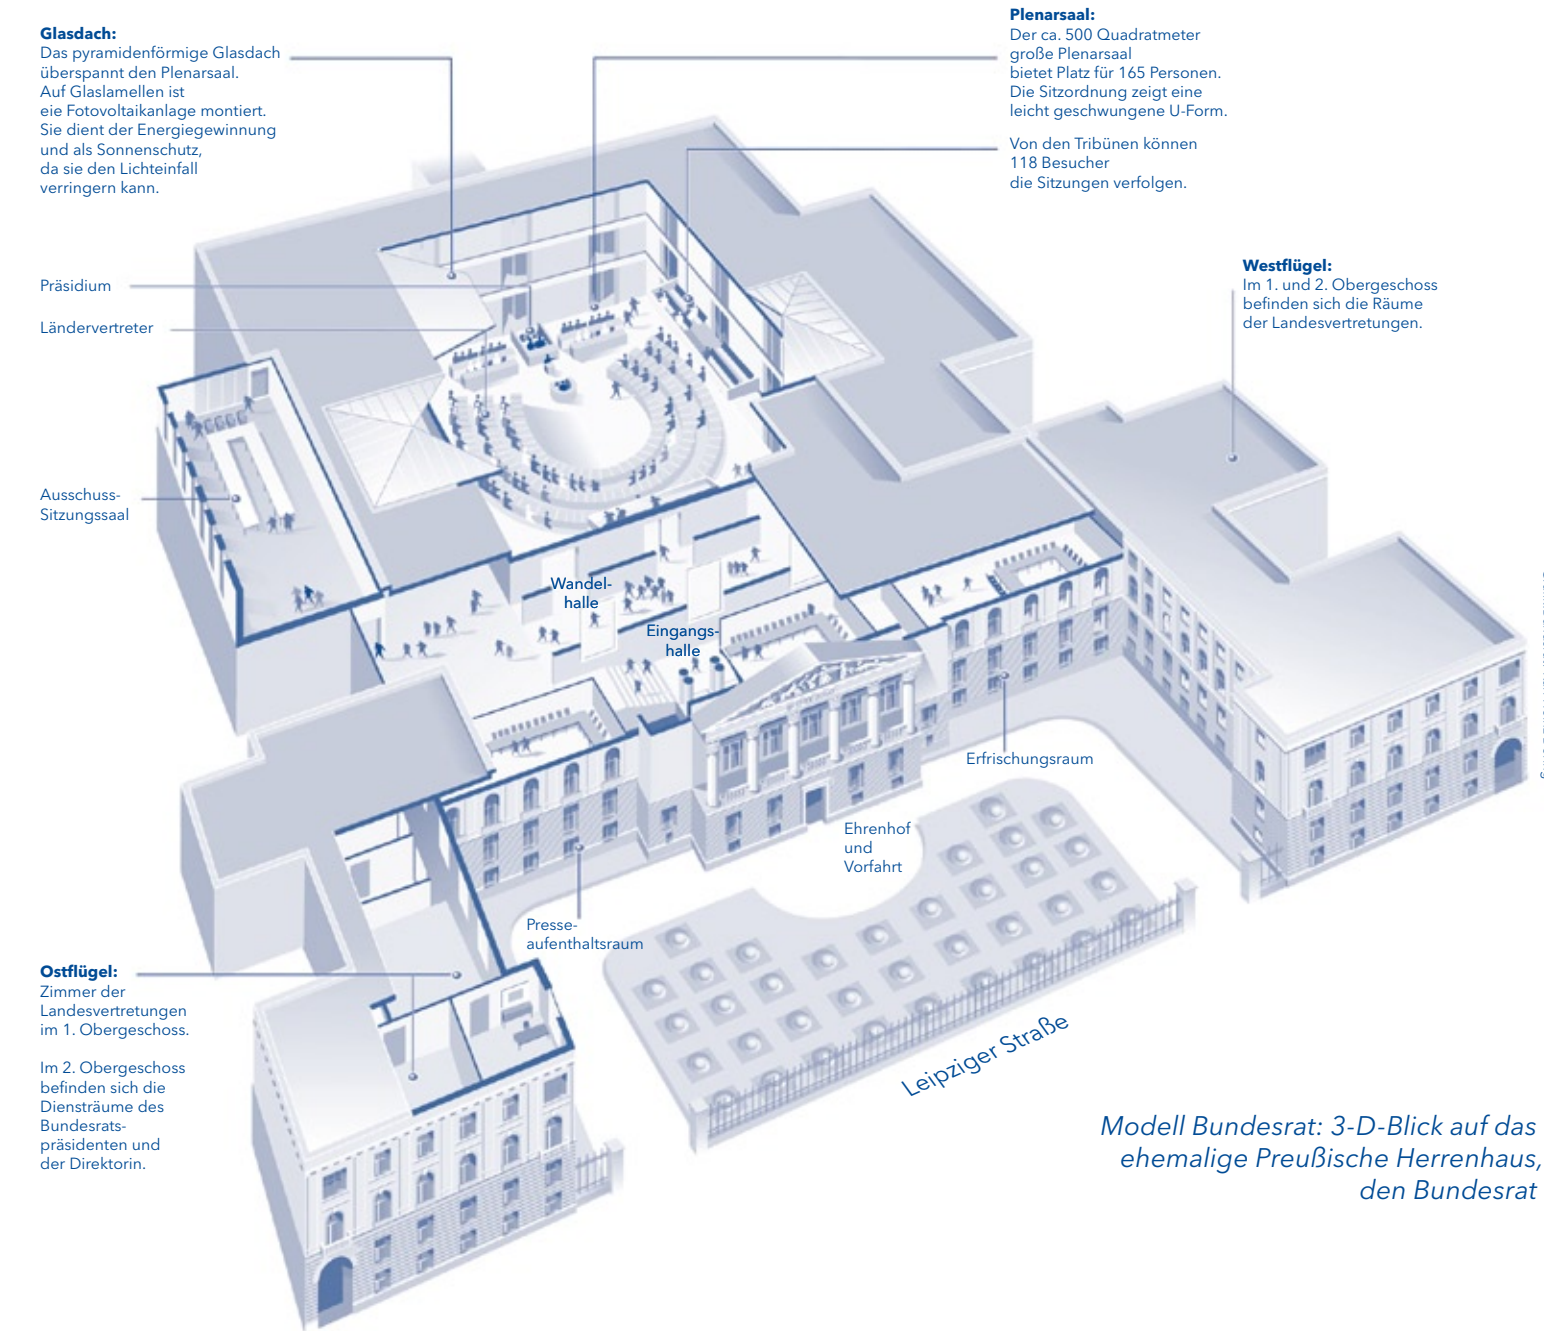 Glasdach:
Das pyramidenförmige Glasdach
überspannt den Plenarsaal.
Auf Glaslamellen ist
eie Fotovoltaikanlage montiert.
Sie dient der Energiegewinnung
und als Sonnenschutz,
da sie den Lichteinfall
verringern kann.
Plenarsaal:
Der ca. 500 Quadratmeter
große Plenarsaal
bietet Platz für 165 Personen.
Die Sitzordnung zeigt eine
leicht geschwungene U-Form.
Von den Tribünen können
118 Besucher
die Sitzungen verfolgen.
Präsidium
Ländervertreter
Westflügel:
Im 1. und 2. Obergeschoss
befinden sich die Räume
der Landesvertretungen.
Ausschuss-
Sitzungssaal
Wandel-
halle
Eingangs-
halle
Erfrischungsraum
Ehrenhof
und
Vorfahrt
Presse-
aufenthaltsraum
Ostflügel:
Zimmer der
Landesvertretungen
im 1. Obergeschoss.
Im 2. Obergeschoss
befinden sich die
Diensträume des
Bundesrats-
präsidenten und
der Direktorin.
Leipziger Straße
Modell Bundesrat: 3-D-Blick auf das
ehemalige Preußische Herrenhaus,
den Bundesrat